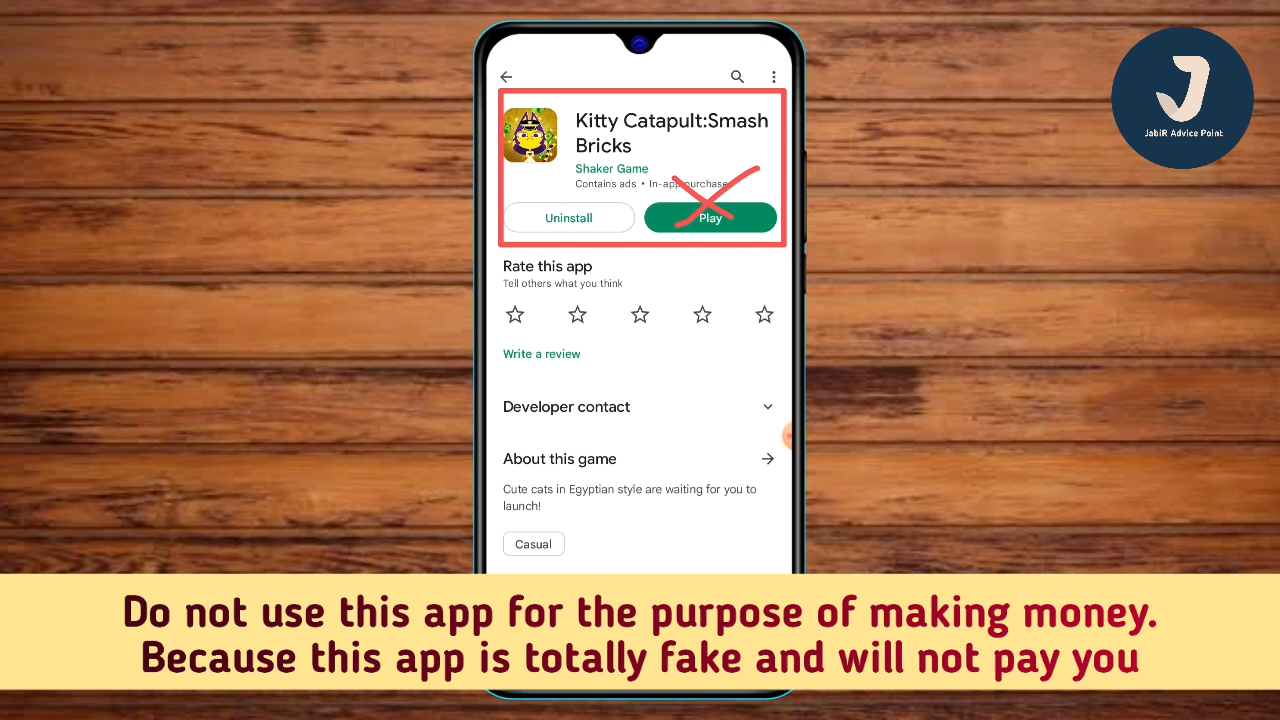 J
JabiR Advice Point
Kitty Catapult:Smash
Bricks
Shaker Game
Contains ads • In-app purchase
Uninstall
Play
Rate this app
Tell others what you think
Write a review
Developer contact
About this game
Cute cats in Egyptian style are waiting for you to
launch!
Casual
Do not use this app for the purpose of making money.
Because this app is totally fake and will not pay you